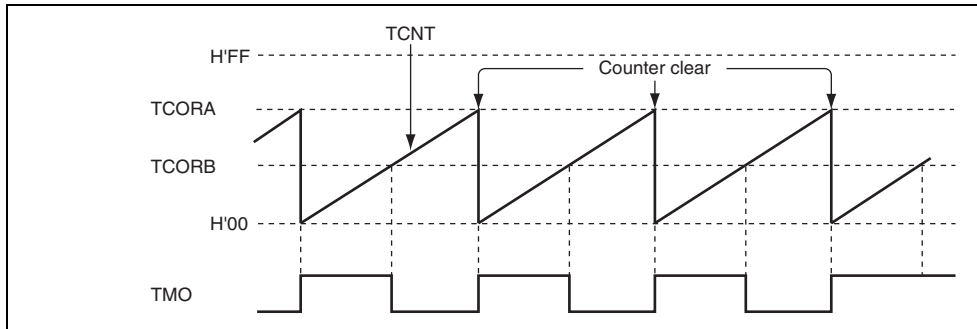 TCNT
H'FF
Counter clear
TCORA
TCORB
H'00
TMO